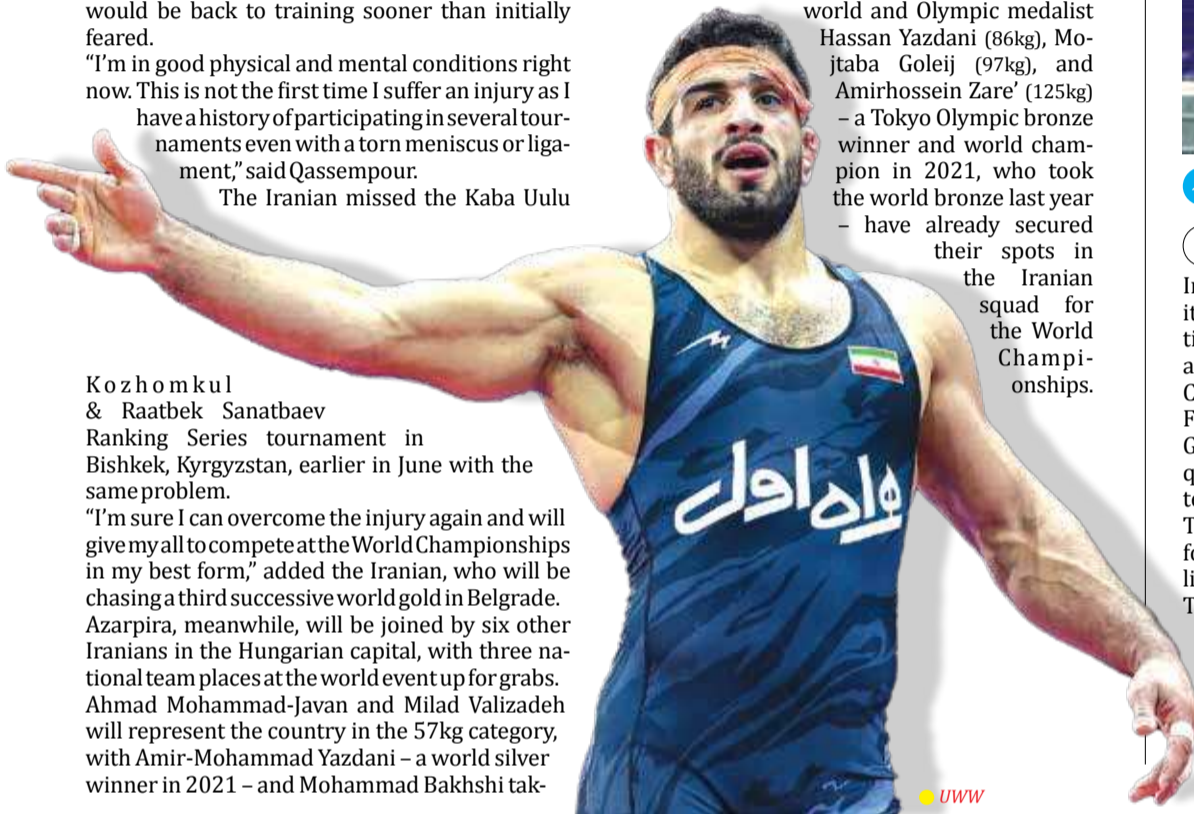 would be back to training sooner than initially
feared.
“I’m in good physical and mental conditions right
now. This is not the first time I suffer an injury as I
have a history of participating in several tour-
naments even with a torn meniscus or liga-
ment,” said Qassempour.
The Iranian missed the Kaba Uulu
Kozhomkul
& Raatbek Sanatbaev
Ranking Series tournament in
Bishkek, Kyrgyzstan, earlier in June with the
same problem.
“I’m sure I can overcome the injury again and will
give my all to compete at the World Championships
in my best form,” added the Iranian, who will be
chasing a third successive world gold in Belgrade.
Azarpira, meanwhile, will be joined by six other
Iranians in the Hungarian capital, with three na-
tional team places at the world event up for grabs.
Ahmad Mohammad-Javan and Milad Valizadeh
will represent the country in the 57kg category,
with Amir-Mohammad Yazdani – a world silver
winner in 2021 – and Mohammad Bakhshi tak-
world and Olympic medalist
Hassan Yazdani (86kg), Mo-
jtaba Goleij (97kg), and
Amirhossein Zare’ (125kg)
– a Tokyo Olympic bronze
winner and world cham-
pion in 2021, who took
the world bronze last year
– have already secured
their spots in
the Iranian
squad for
the World
Champi-
onships.
همراه اول
UWW